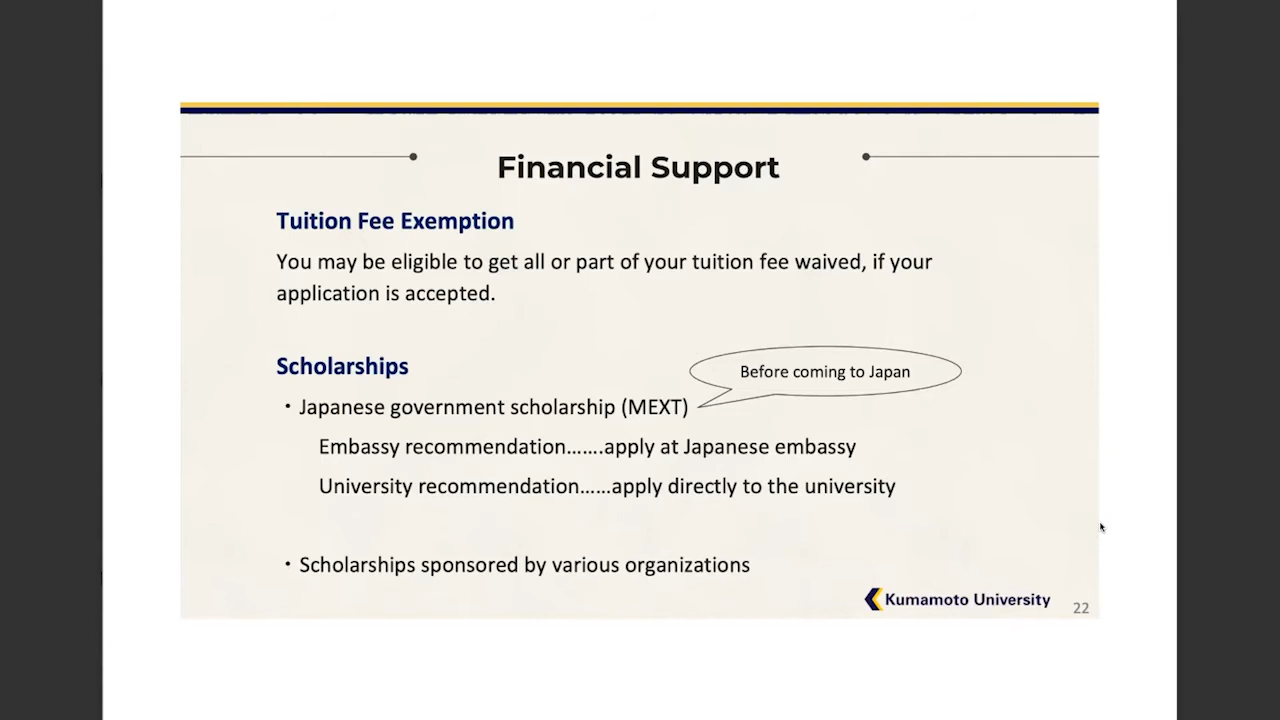 Financial Support
Tuition Fee Exemption
You may be eligible to get all or part of your tuition fee waived, if your
application is accepted.
Scholarships
Before coming to Japan
・Japanese government scholarship (MEXT)
Embassy recommendation…….apply at Japanese embassy
University recommendation……apply directly to the university
・Scholarships sponsored by various organizations
Kumamoto University
22